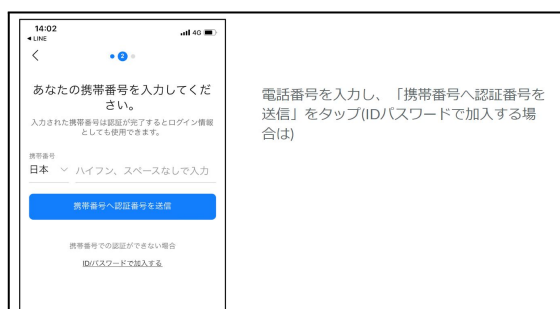 14:02
4G
◀ LINE
2
あなたの携帯番号を入力してくだ
さい。
入力された携帯番号は認証が完了するとログイン情報
としても使用できます。
携帯番号
日本
ハイフン、スペースなしで入力
携帯番号へ認証番号を送信
携帯番号での認証ができない場合
ID/パスワードで加入する
電話番号を入力し、「携帯番号へ認証番号を
送信」をタップ(IDパスワードで加入する場
合は)